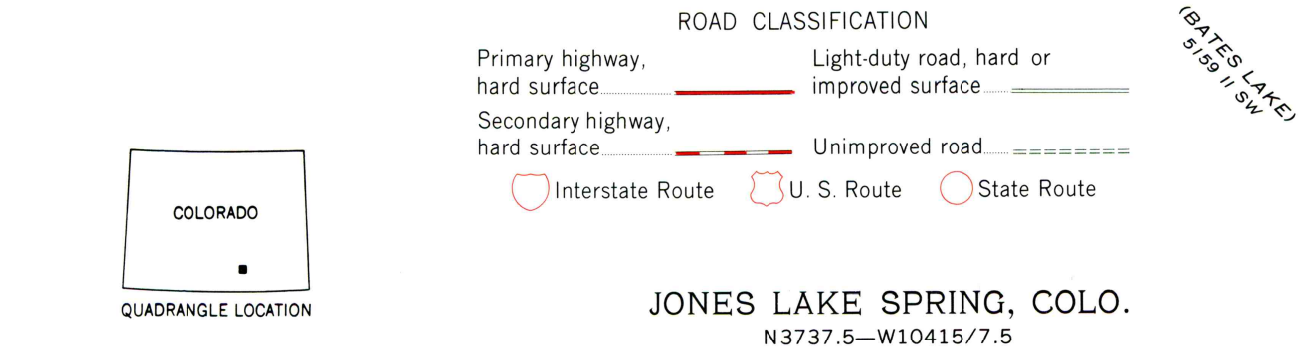 ROAD CLASSIFICATION
Primary highway,
hard surface
Light-duty road, hard or
improved surface
Secondary highway,
hard surface
Unimproved road
Interstate Route
U. S. Route
State Route
(BATES LAKE)
5159 II SW
COLORADO
QUADRANGLE LOCATION
JONES LAKE SPRING, COLO.
N3737.5—W10415/7.5